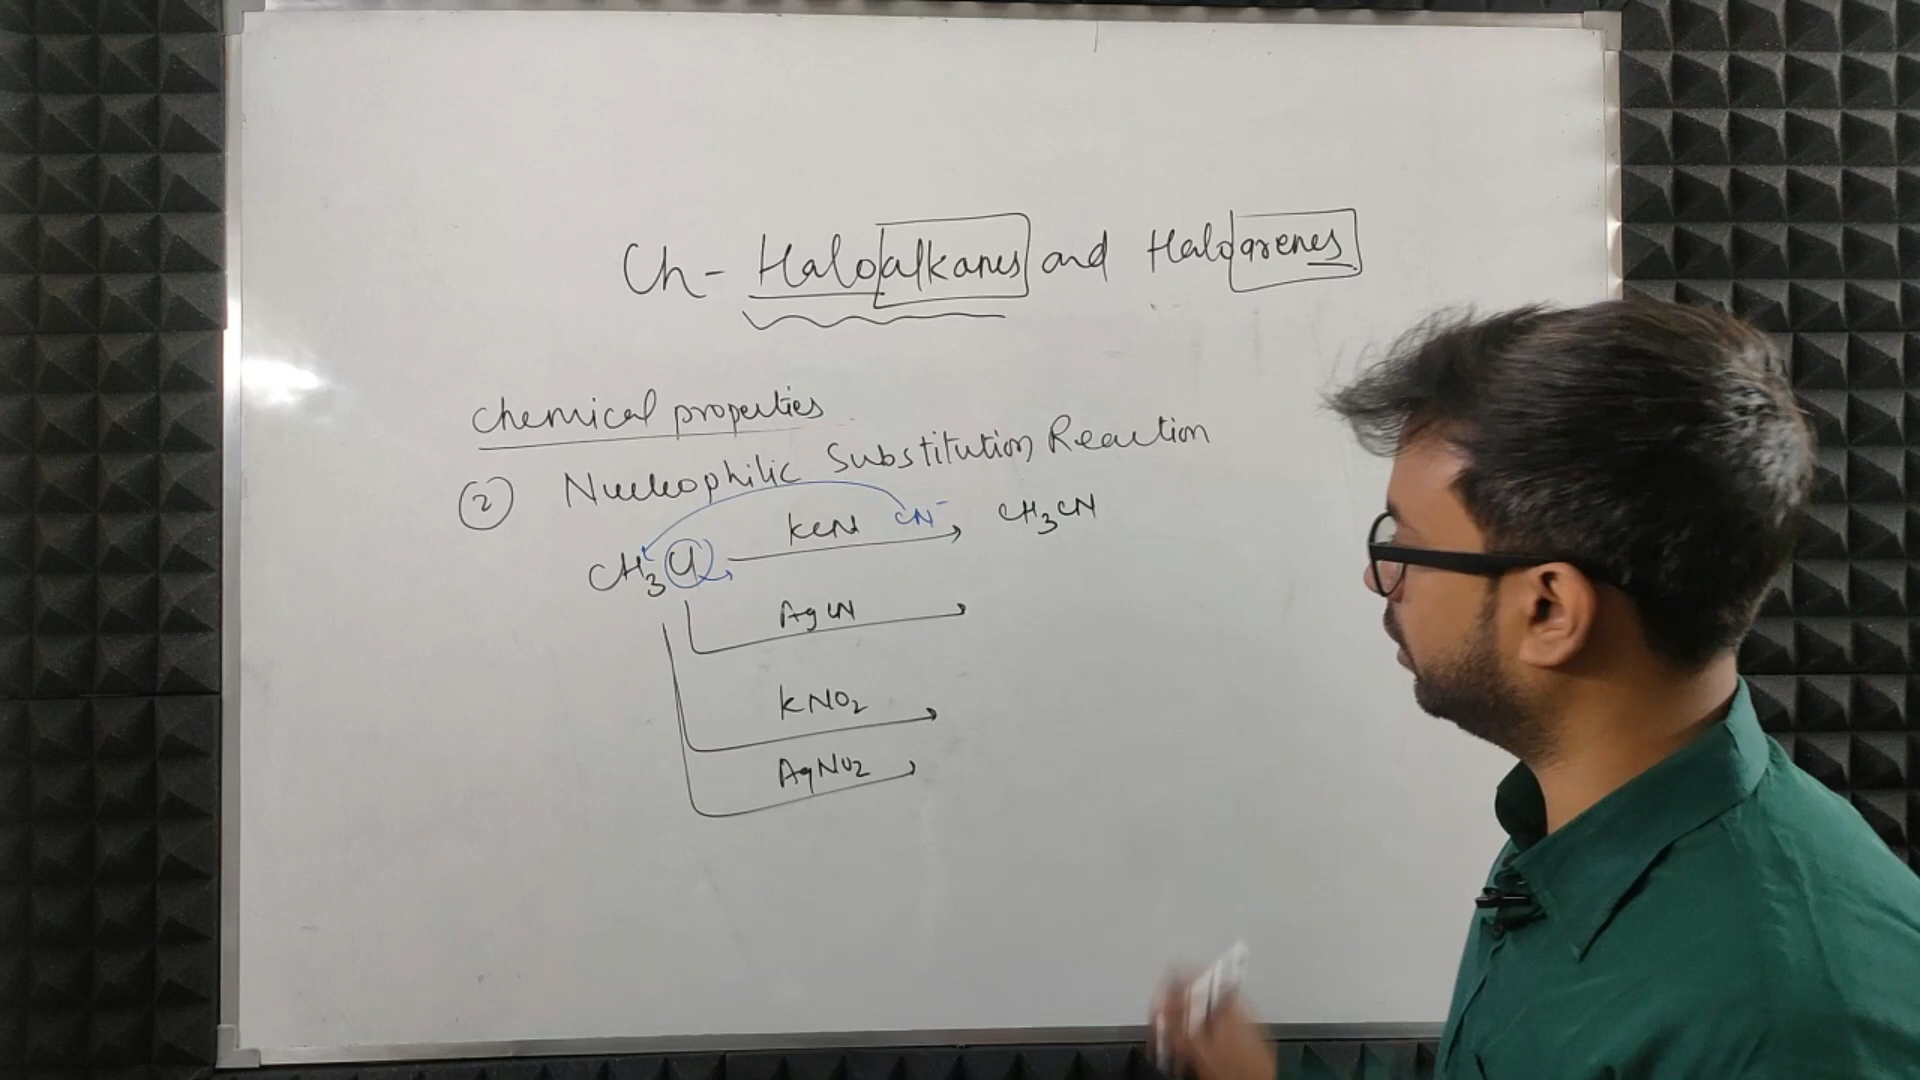 Ch- Haloalkanes and Haloarenes
chemical properties
② Nucleophilic Substitution Reaction
CH₃Cl KCN CN⁻ CH₃CN
AgCN
KNO₂
AgNO₂